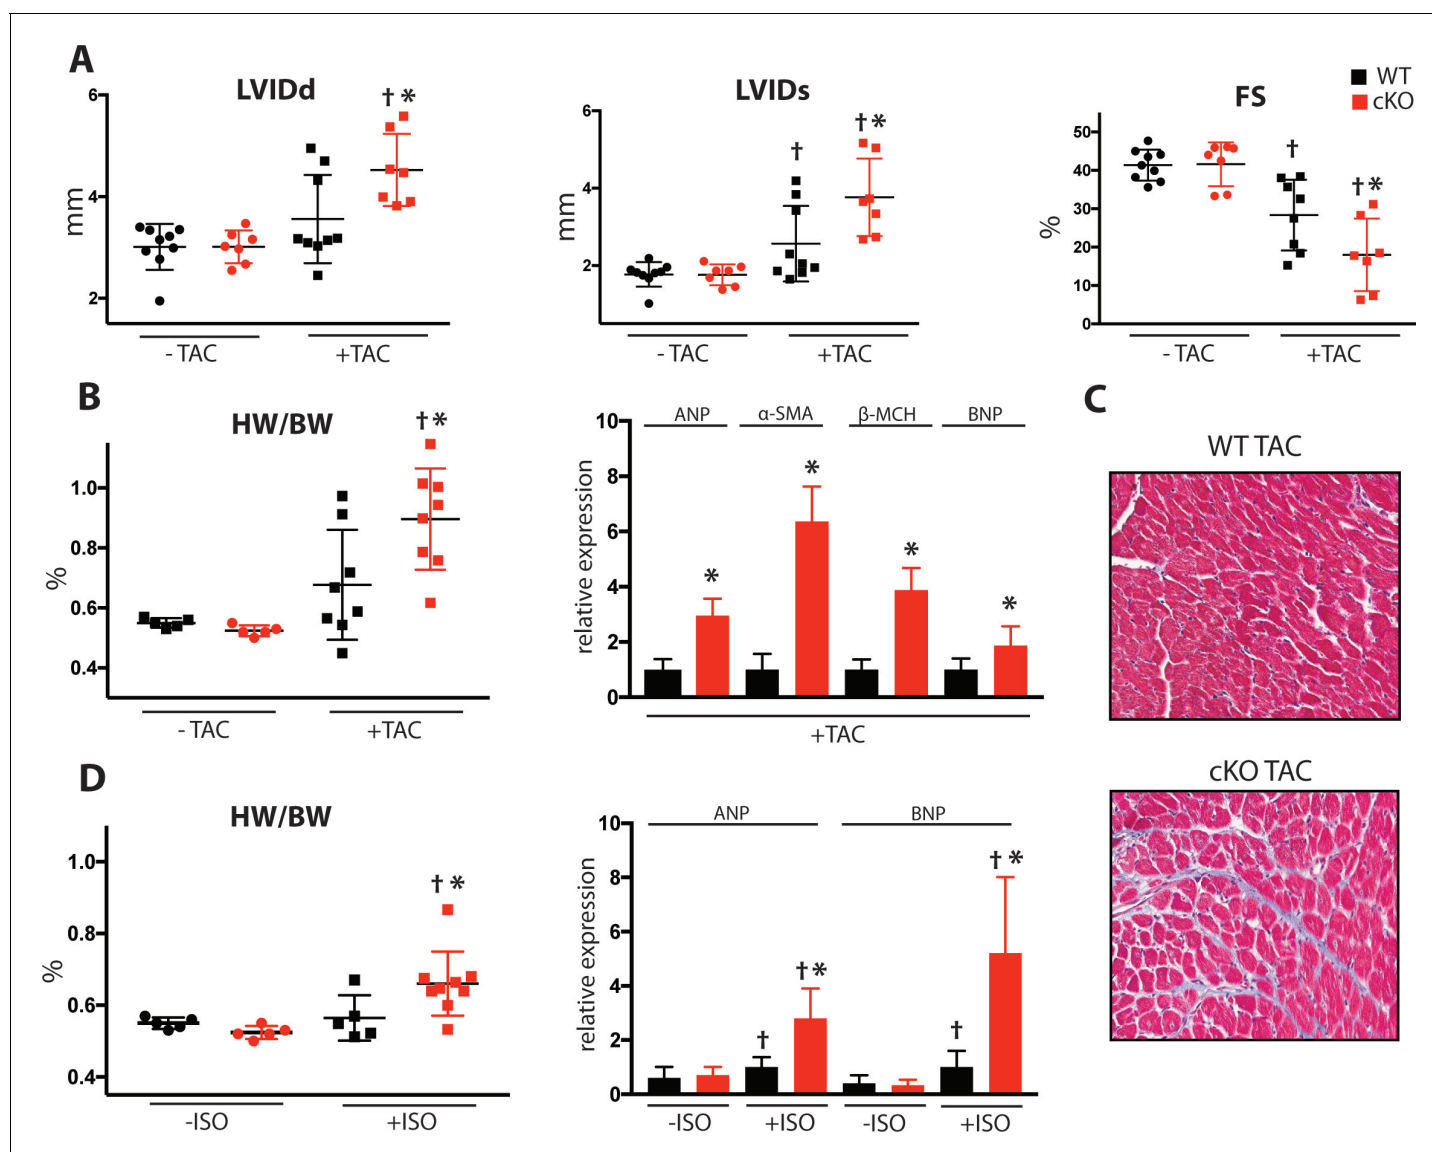 A
LVIDd
† *
6
4
2
mm
- TAC
+TAC
LVIDs
†
† *
6
4
2
mm
- TAC
+TAC
FS
WT
cKO
†
† *
50
40
30
20
10
0
%
- TAC
+TAC
B
HW/BW
† *
1.0
0.8
0.6
0.4
%
- TAC
+TAC
ANP
α-SMA
β-MCH
BNP
10
8
6
4
2
0
relative expression
*
*
*
*
+TAC
C
WT TAC
cKO TAC
D
HW/BW
† *
1.0
0.8
0.6
0.4
%
-ISO
+ISO
ANP
BNP
10
8
6
4
2
0
relative expression
†
† *
†
† *
-ISO
+ISO
-ISO
+ISO